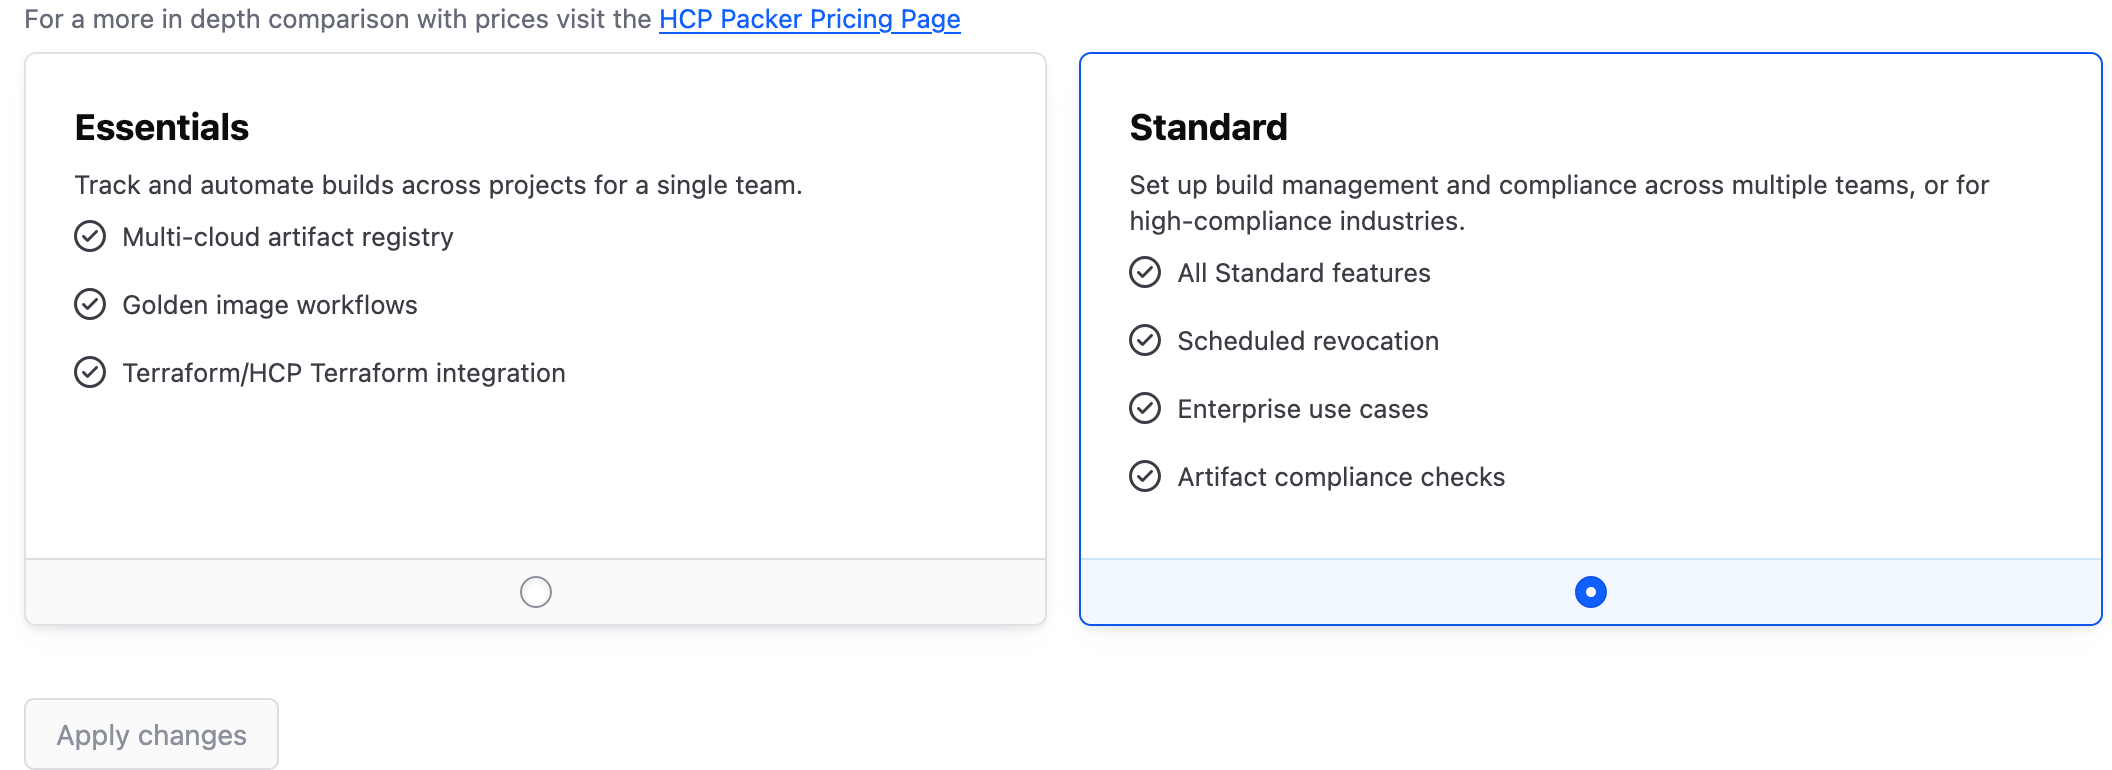 For a more in depth comparison with prices visit the HCP Packer Pricing Page
Essentials
Track and automate builds across projects for a single team.
Multi-cloud artifact registry
Golden image workflows
Terraform/HCP Terraform integration
Standard
Set up build management and compliance across multiple teams, or for
high-compliance industries.
All Standard features
Scheduled revocation
Enterprise use cases
Artifact compliance checks
Apply changes